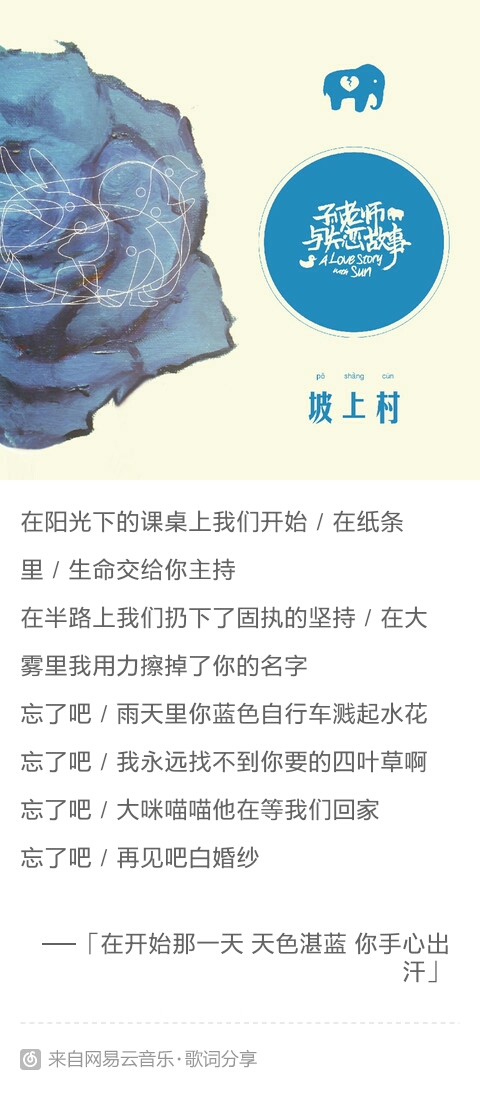 孙老师
与失恋故事
A Love Story
with Sun
pō shàng cūn
坡上村
在阳光下的课桌上我们开始 / 在纸条
里 / 生命交给你主持
在半路上我们扔下了固执的坚持 / 在大
雾里我用力擦掉了你的名字
忘了吧 / 雨天里你蓝色自行车溅起水花
忘了吧 / 我永远找不到你要的四叶草啊
忘了吧 / 大咪喵喵他在等我们回家
忘了吧 / 再见吧白婚纱
──「在开始那一天 天色湛蓝 你手心出
汗」
来自网易云音乐·歌词分享